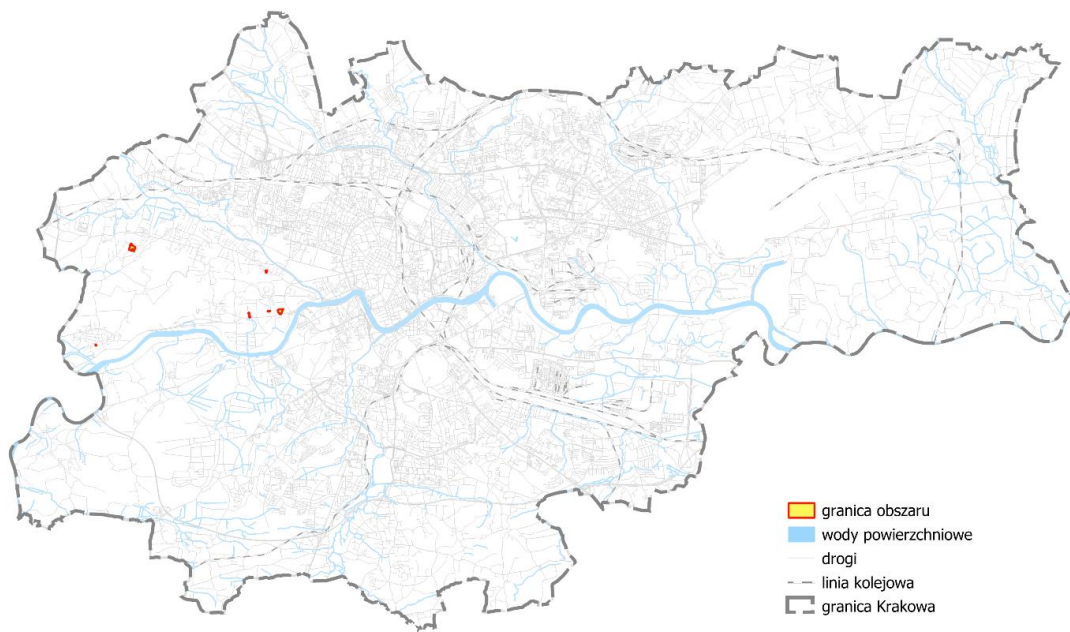 granica obszaru
wody powierzchniowe
drogi
linia kolejowa
granica Krakowa